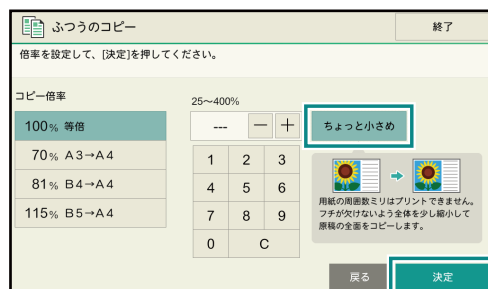 ふつうのコピー
終了
倍率を設定して、[決定]を押してください。
コピー倍率
100% 等倍
70% A3→A4
81% B4→A4
115% B5→A4
25～400%
---
－ ＋
1 2 3
4 5 6
7 8 9
0 C
ちょっと小さめ
用紙の周囲数ミリはプリントできません。
フチが欠けないよう全体を少し縮小して
原稿の全面をコピーします。
戻る
決定